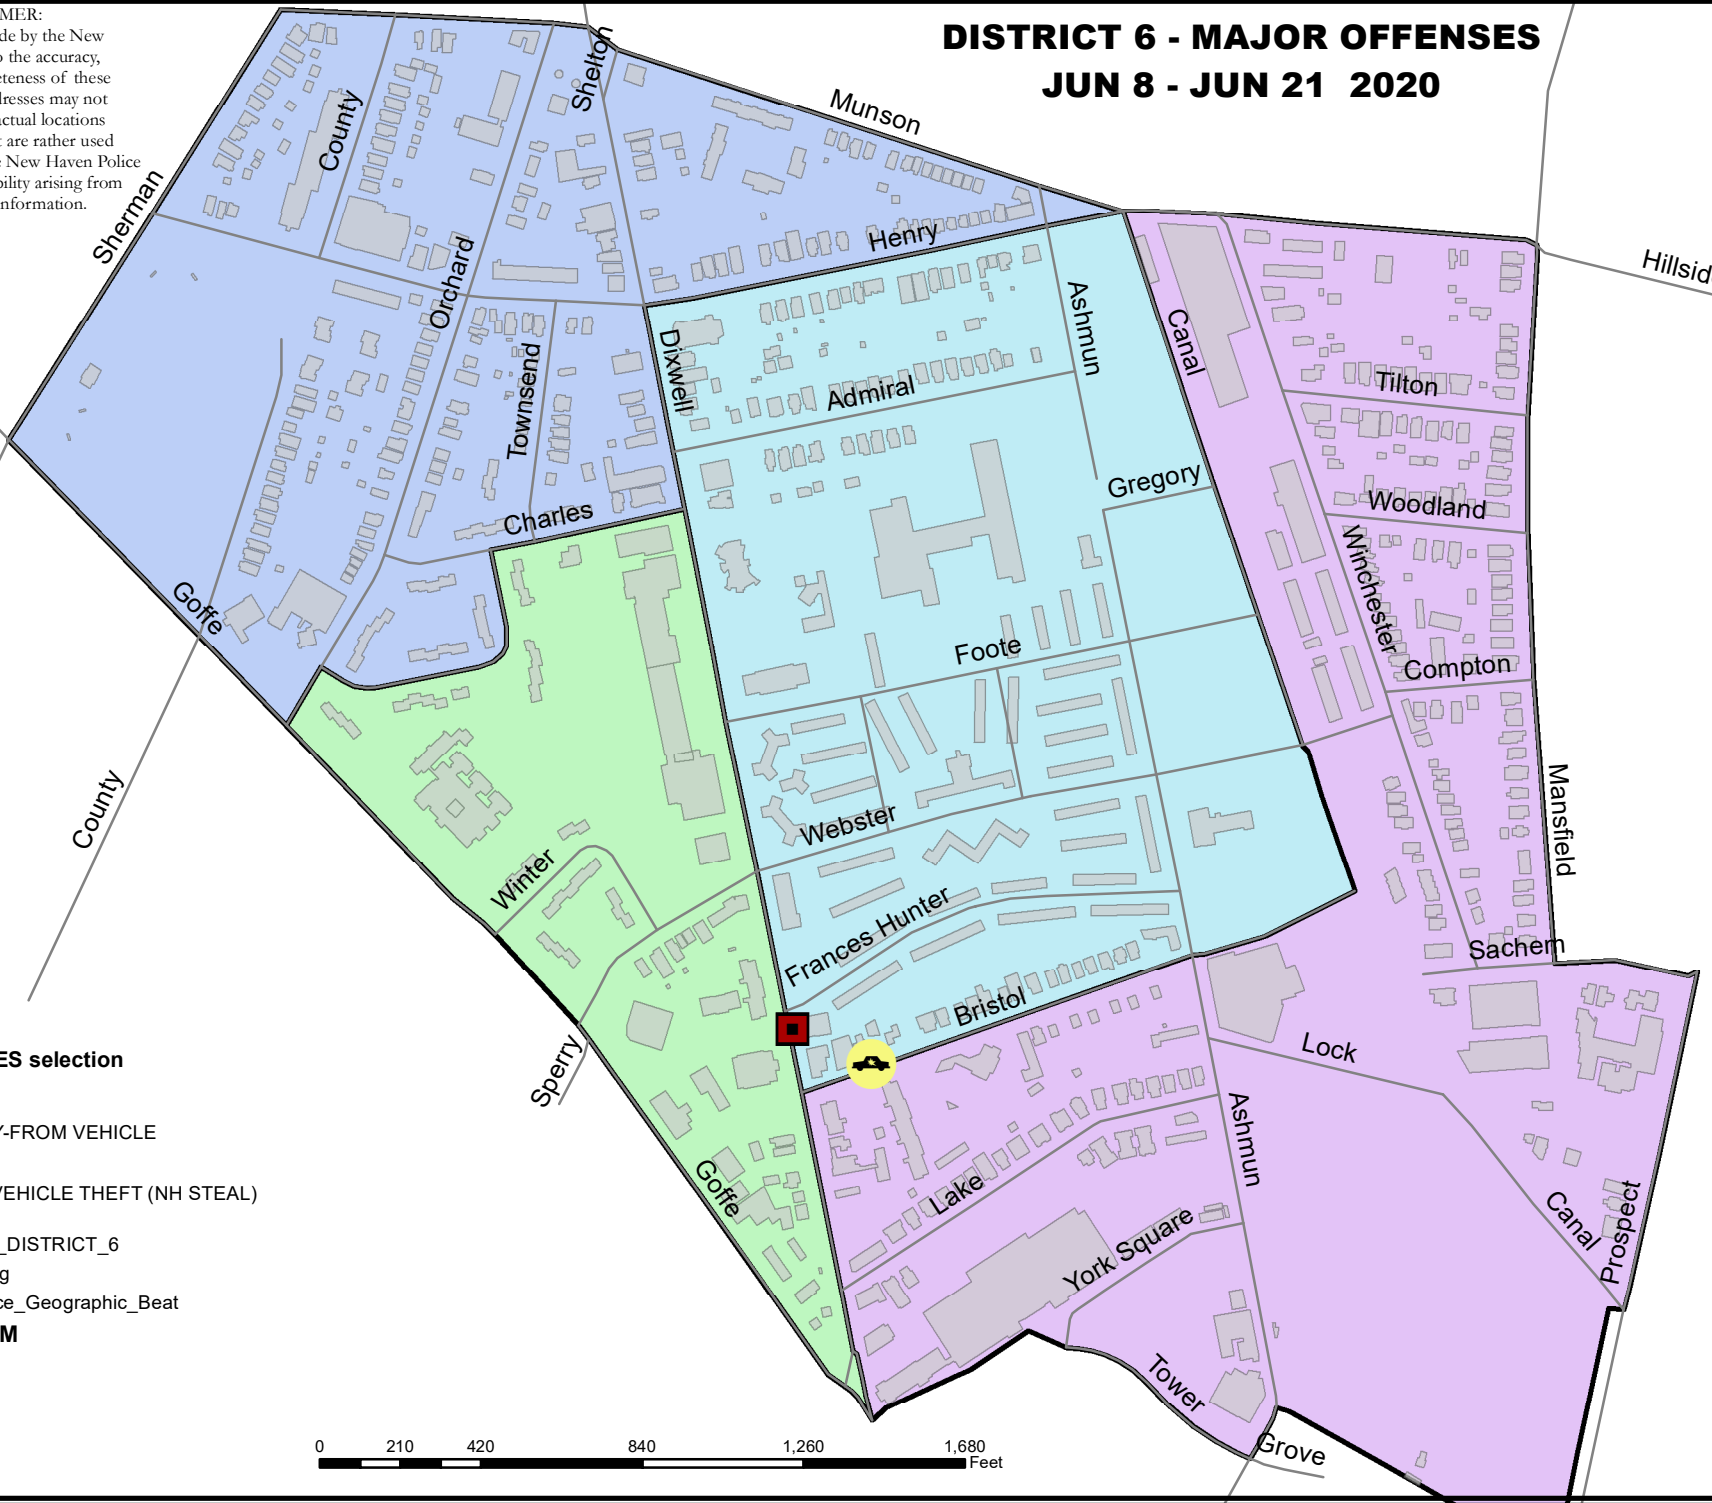 MER:
de by the New
o the accuracy,
eteness of these
dresses may not
actual locations
t are rather used
e New Haven Police
bility arising from
nformation.
DISTRICT 6 - MAJOR OFFENSES
JUN 8 - JUN 21 2020
Shelton
County
Munson
Sherman
Henry
Orchard
Hillsid
Ashmun
Canal
Dixwell
Townsend
Admiral
Tilton
Gregory
Woodland
Charles
Winchester
Goffe
Foote
Compton
County
Mansfield
Webster
Winter
Frances Hunter
Sachem
Bristol
Lock
Sperry
ES selection
Y-FROM VEHICLE
VEHICLE THEFT (NH STEAL)
_DISTRICT_6
g
ce_Geographic_Beat
M
Ashmun
Goffe
Lake
Canal
Prospect
York Square
Tower
Grove
0 210 420 840 1,260 1,680
Feet